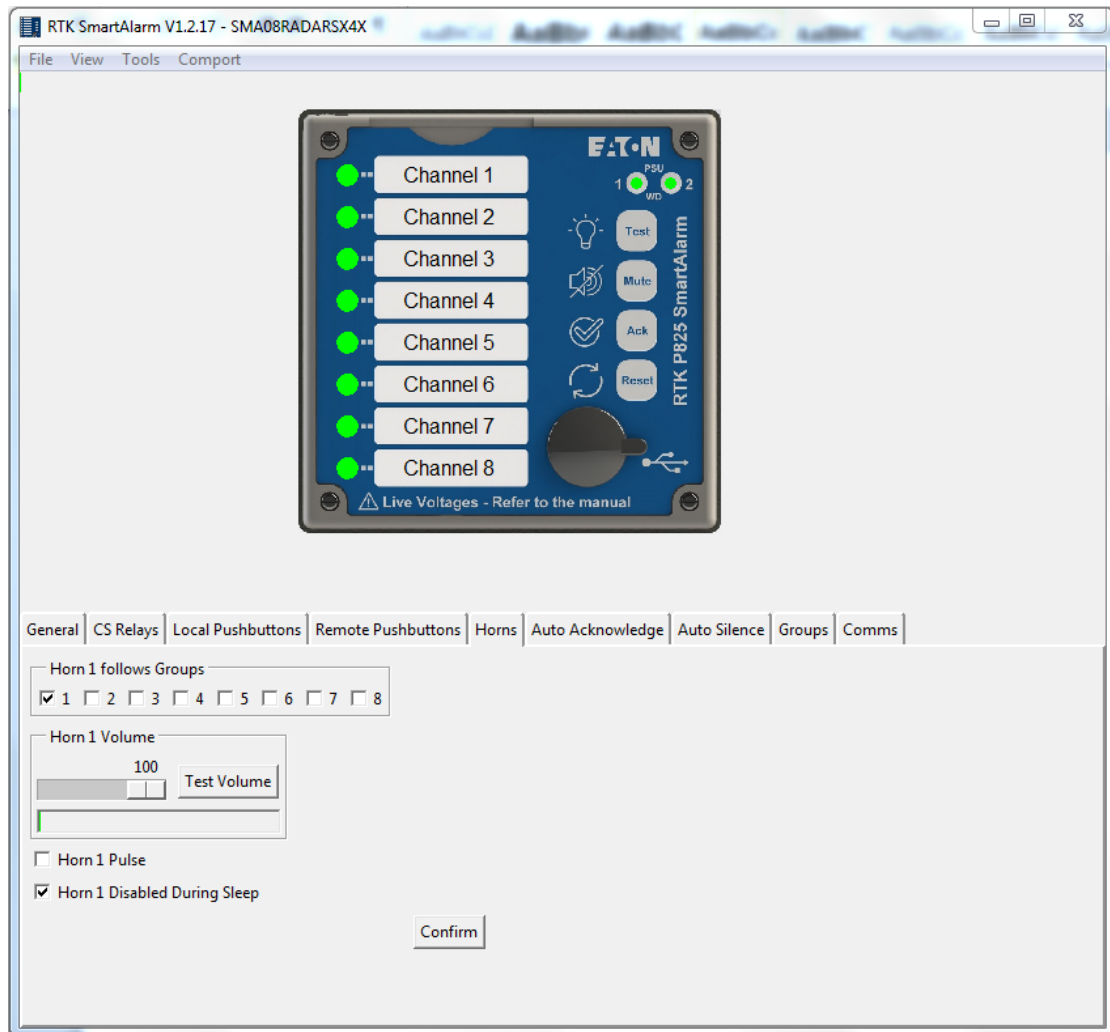 RTK SmartAlarm V1.2.17 - SMA08RADARSX4X
File View Tools Comport
EATON
Channel 1
PSU
1 2
WD
Channel 2
Test
Channel 3
Mute
Channel 4
Channel 5
Ack
Channel 6
Reset
Channel 7
Channel 8
RTK P825 SmartAlarm
Live Voltages - Refer to the manual
General CS Relays Local Pushbuttons Remote Pushbuttons Horns Auto Acknowledge Auto Silence Groups Comms
Horn 1 follows Groups
1 2 3 4 5 6 7 8
Horn 1 Volume
100
Test Volume
Horn 1 Pulse
Horn 1 Disabled During Sleep
Confirm